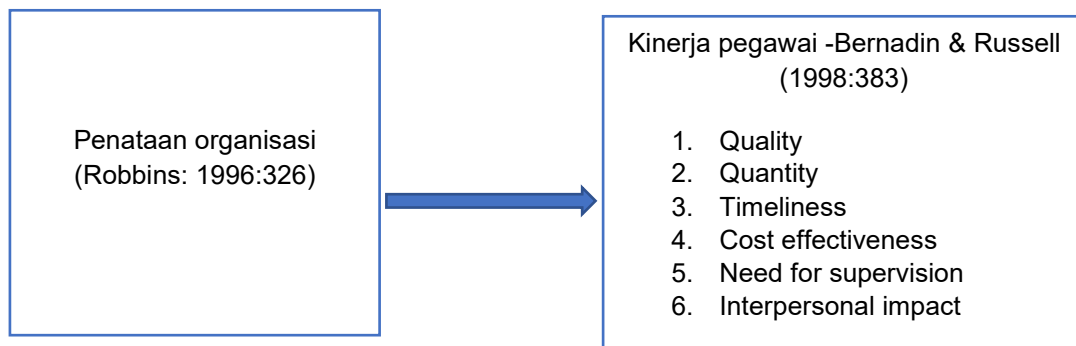 Penataan organisasi
(Robbins: 1996:326)
Kinerja pegawai -Bernadin & Russell
(1998:383)
1. Quality
2. Quantity
3. Timeliness
4. Cost effectiveness
5. Need for supervision
6. Interpersonal impact